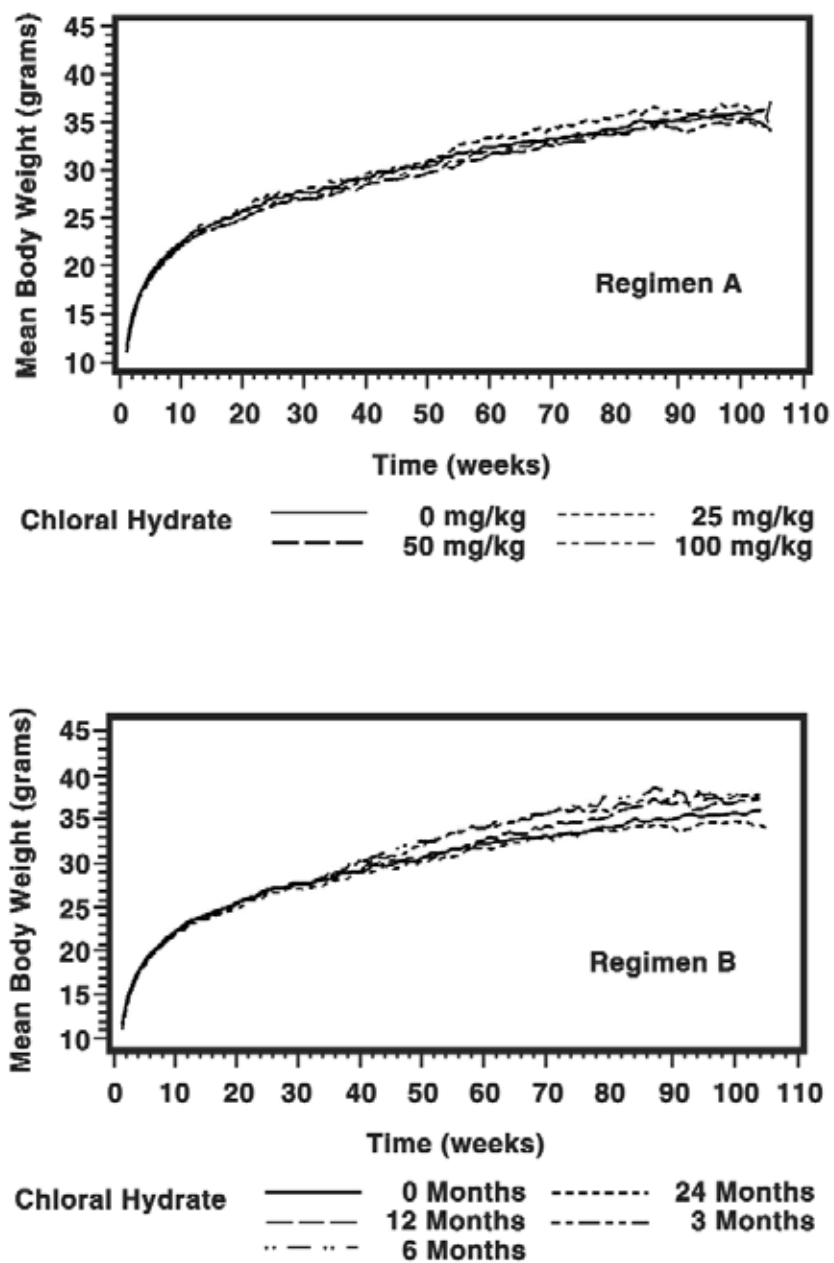 Mean Body Weight (grams)
45
40
35
30
25
20
15
10
Regimen A
0 10 20 30 40 50 60 70 80 90 100 110
Time (weeks)
Chloral Hydrate 0 mg/kg 25 mg/kg
50 mg/kg 100 mg/kg
Mean Body Weight (grams)
45
40
35
30
25
20
15
10
Regimen B
0 10 20 30 40 50 60 70 80 90 100 110
Time (weeks)
Chloral Hydrate 0 Months 24 Months
12 Months 3 Months
6 Months